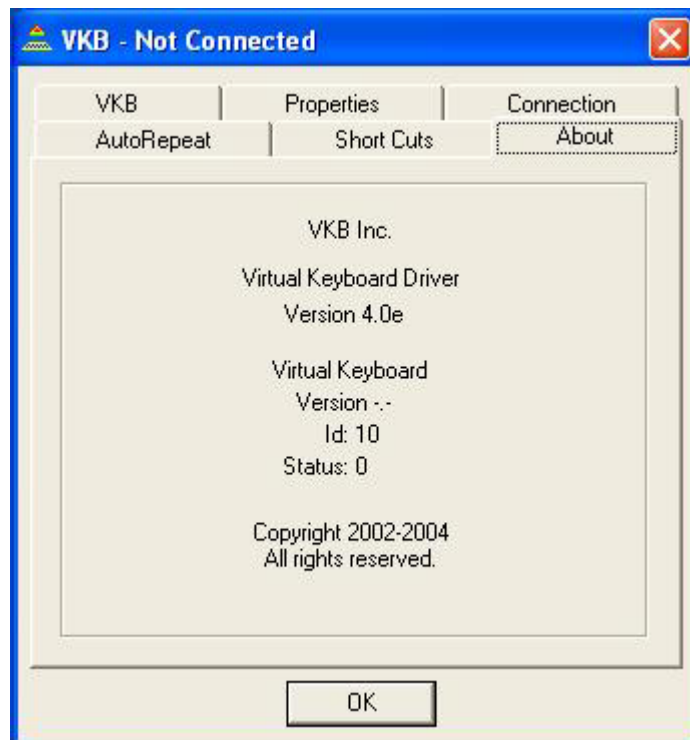 VKB - Not Connected
VKB Properties Connection
AutoRepeat Short Cuts About
VKB Inc.
Virtual Keyboard Driver
Version 4.0e
Virtual Keyboard
Version -.-
Id: 10
Status: 0
Copyright 2002-2004
All rights reserved.
OK